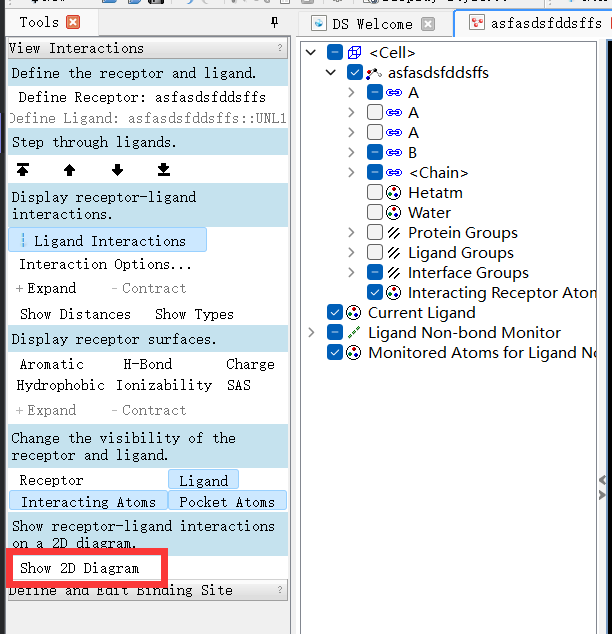 Tools
View Interactions ?
Define the receptor and ligand.
Define Receptor: asfasdsfddsffs
Define Ligand: asfasdsfddsffs::UNL1
Step through ligands.
Display receptor-ligand
interactions.
Ligand Interactions
Interaction Options...
+ Expand - Contract
Show Distances Show Types
Display receptor surfaces.
Aromatic H-Bond Charge
Hydrophobic Ionizability SAS
+ Expand - Contract
Change the visibility of the
receptor and ligand.
Receptor Ligand
Interacting Atoms Pocket Atoms
Show receptor-ligand interactions
on a 2D diagram.
Show 2D Diagram
Define and Edit Binding Site ?
DS Welcome asfasdsfddsffs
<Cell>
asfasdsfddsffs
A
A
A
B
<Chain>
Hetatm
Water
Protein Groups
Ligand Groups
Interface Groups
Interacting Receptor Atom
Current Ligand
Ligand Non-bond Monitor
Monitored Atoms for Ligand No